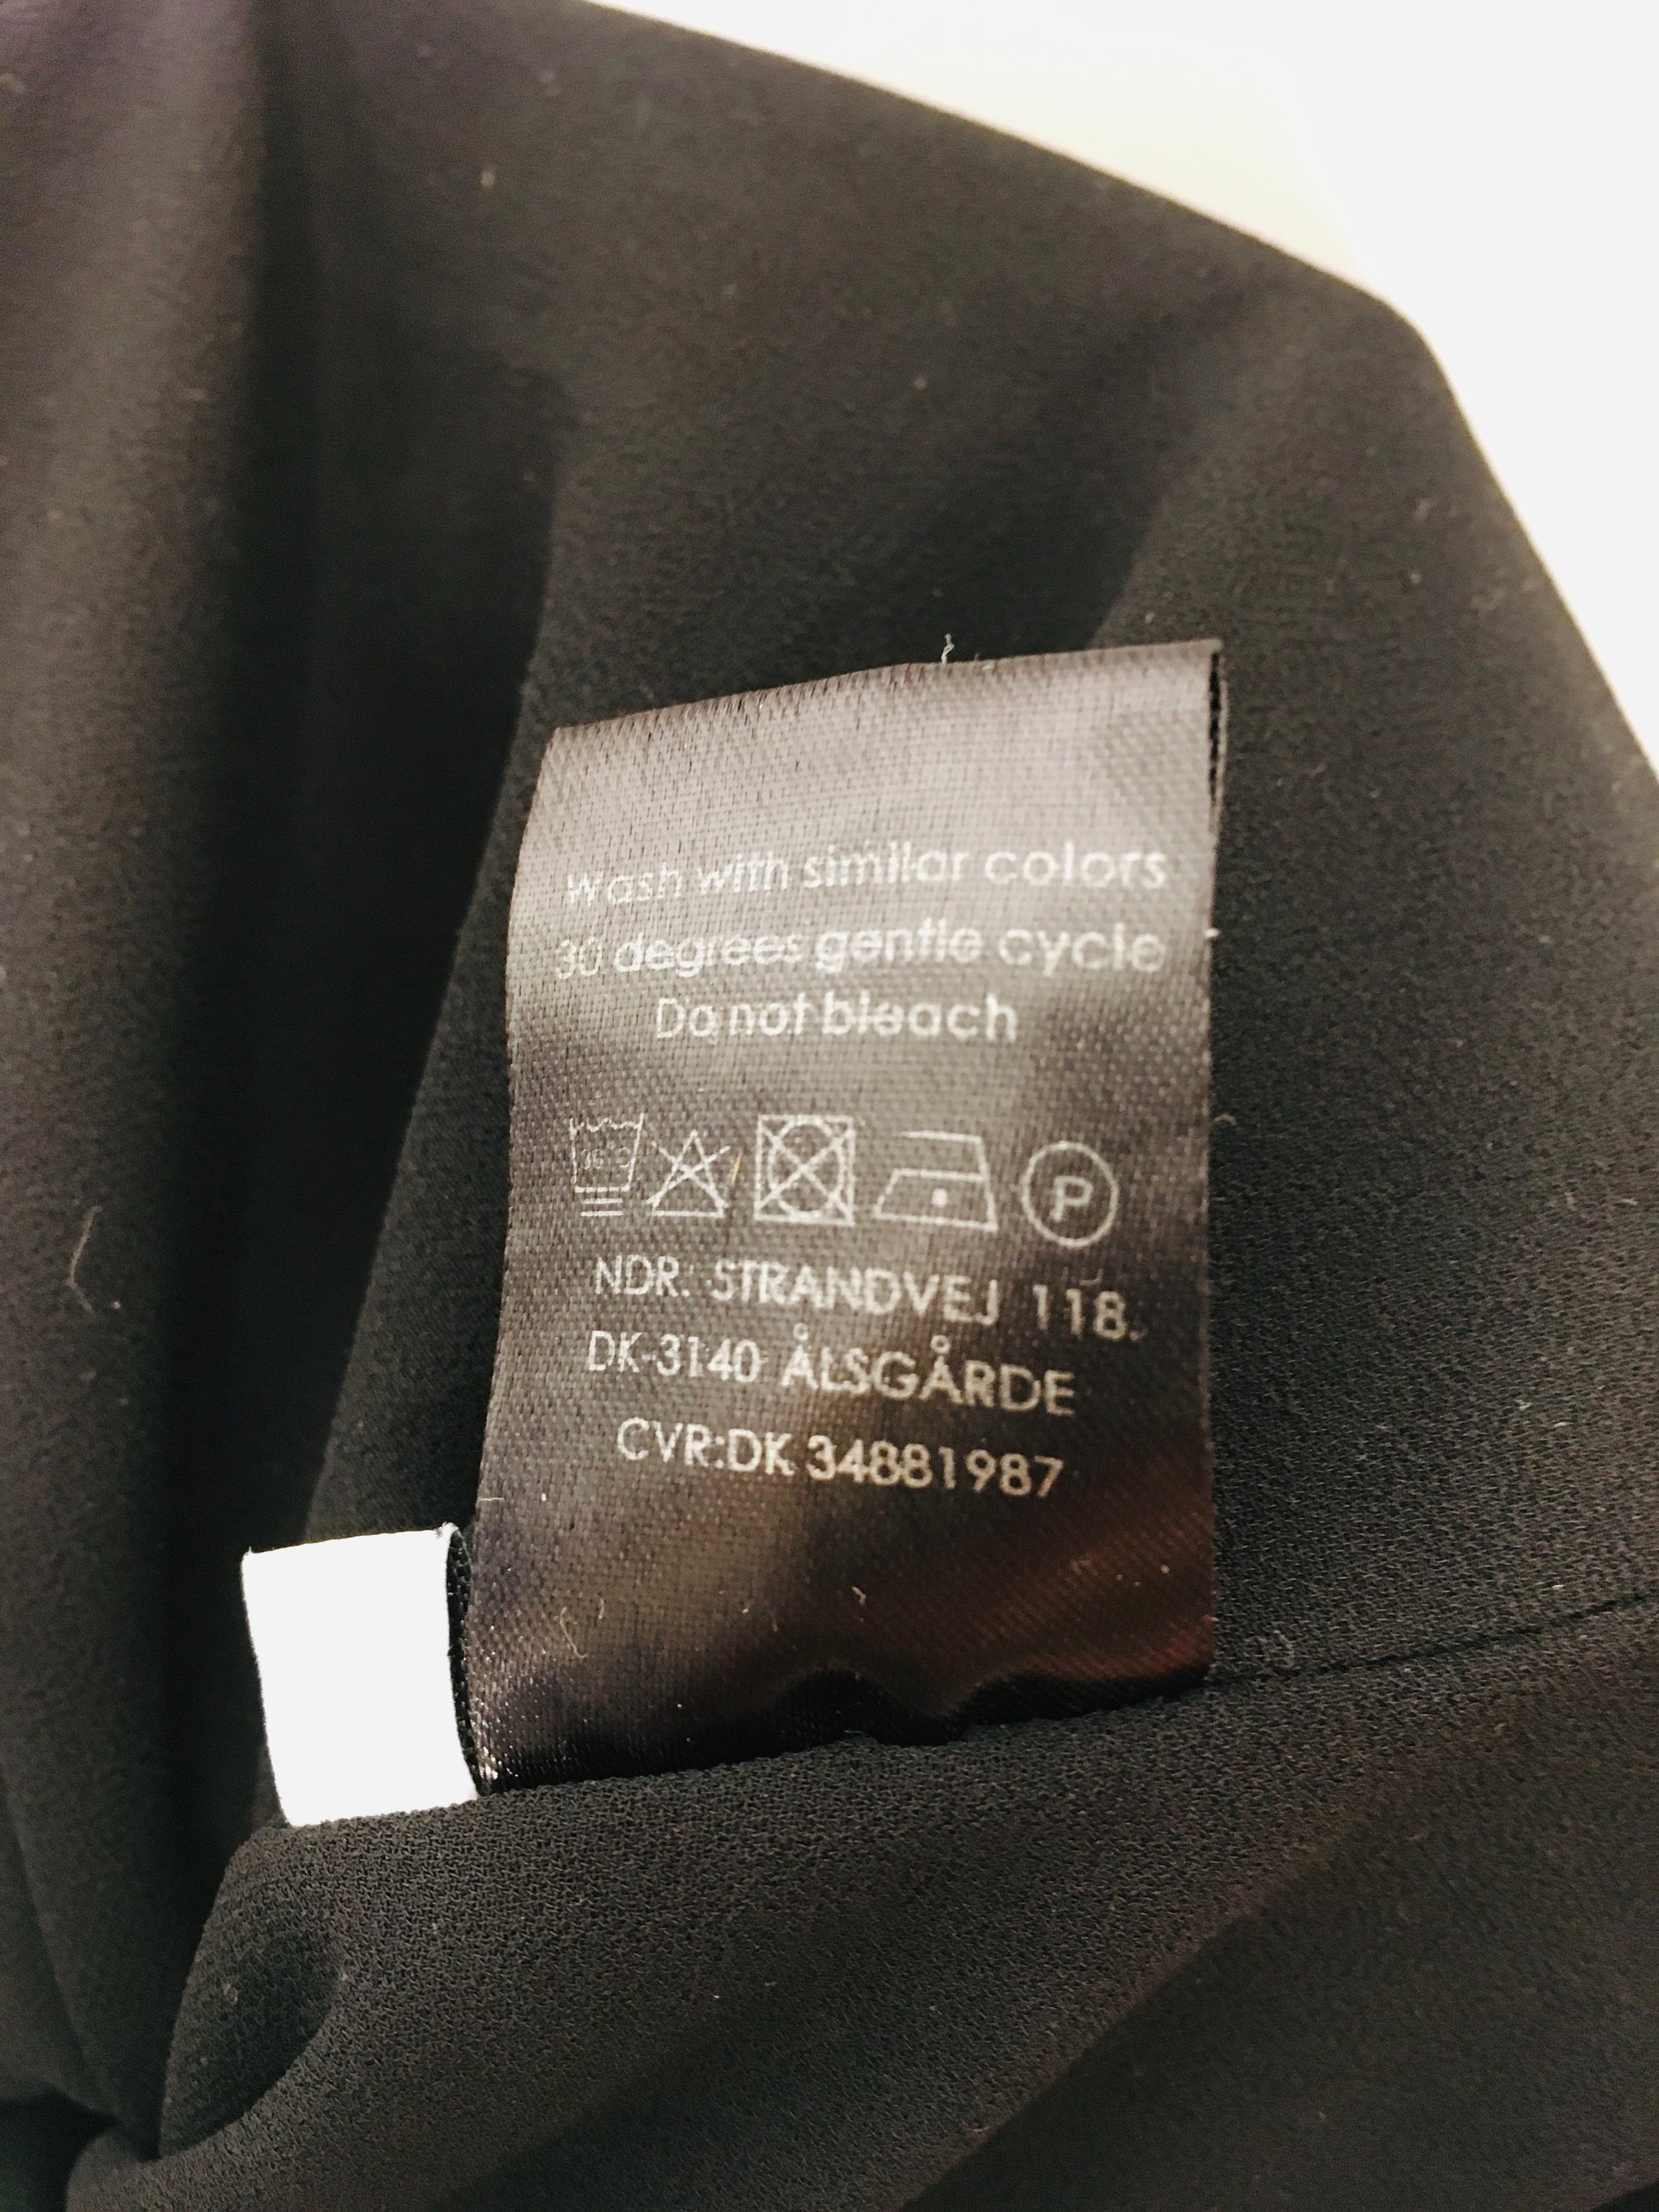 Wash with similar colors
30 degrees gentle cycle
Do not bleach
P
NDR. STRANDVEJ 118.
DK-3140 ÅLSGÅRDE
CVR:DK 34881987